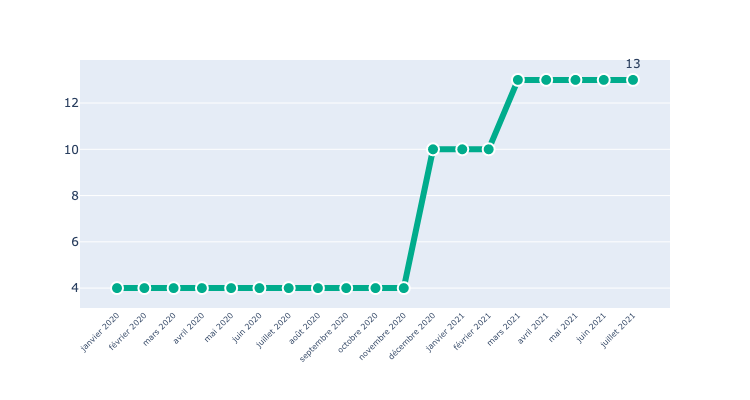 13
12
10
8
6
4
janvier 2020
février 2020
mars 2020
avril 2020
mai 2020
juin 2020
juillet 2020
août 2020
septembre 2020
octobre 2020
novembre 2020
décembre 2020
janvier 2021
février 2021
mars 2021
avril 2021
mai 2021
juin 2021
juillet 2021